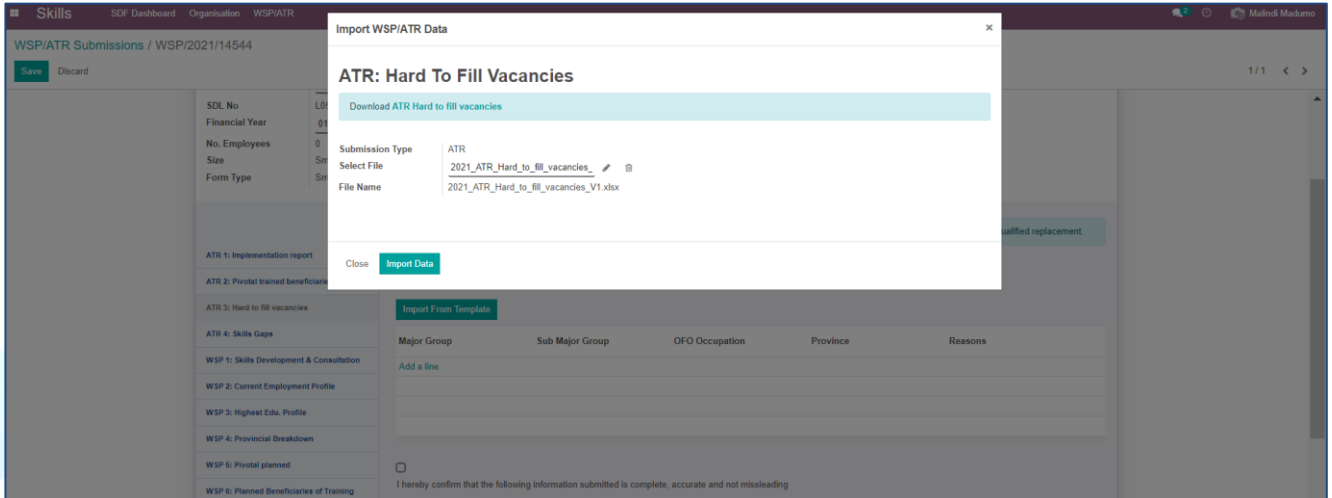 Skills SDF Dashboard Organisation WSP/ATR
2 Malindi Madumo
WSP/ATR Submissions / WSP/2021/14544
Save Discard
1 / 1
Import WSP/ATR Data
×
ATR: Hard To Fill Vacancies
Download ATR Hard to fill vacancies
Submission Type ATR
Select File 2021_ATR_Hard_to_fill_vacancies_
File Name 2021_ATR_Hard_to_fill_vacancies_V1.xlsx
Close Import Data
SDL No
Financial Year 01
No. Employees 0
Size
Form Type
replacement
ATR 1: Implementation report
ATR 2: Pivotal trained beneficiarie
ATR 3: Hard to fill vacancies
ATR 4: Skills Gaps
WSP 1: Skills Development & Consultation
WSP 2: Current Employment Profile
WSP 3: Highest Edu. Profile
WSP 4: Provincial Breakdown
WSP 5: Pivotal planned
WSP 6: Planned Beneficiaries of Training
Import From Template
Major Group Sub Major Group OFO Occupation Province Reasons
Add a line
I hereby confirm that the following information submitted is complete, accurate and not missleading